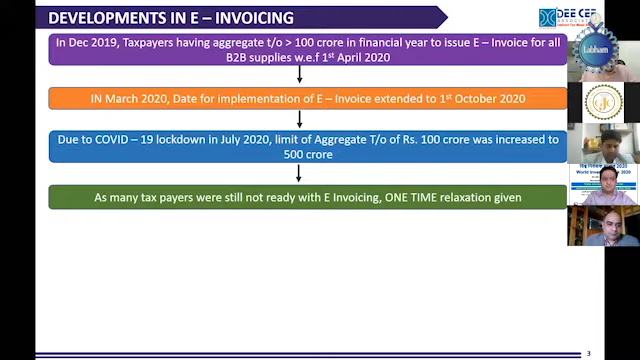 DEVELOPMENTS IN E – INVOICING
DEE CEE
ASSOCIATES
Labham
In Dec 2019, Taxpayers having aggregate t/o > 100 crore in financial year to issue E – Invoice for all
B2B supplies w.e.f 1st April 2020
GJC
IN March 2020, Date for implementation of E – Invoice extended to 1st October 2020
Due to COVID – 19 lockdown in July 2020, limit of Aggregate T/o of Rs. 100 crore was increased to
500 crore
As many tax payers were still not ready with E Invoicing, ONE TIME relaxation given
3